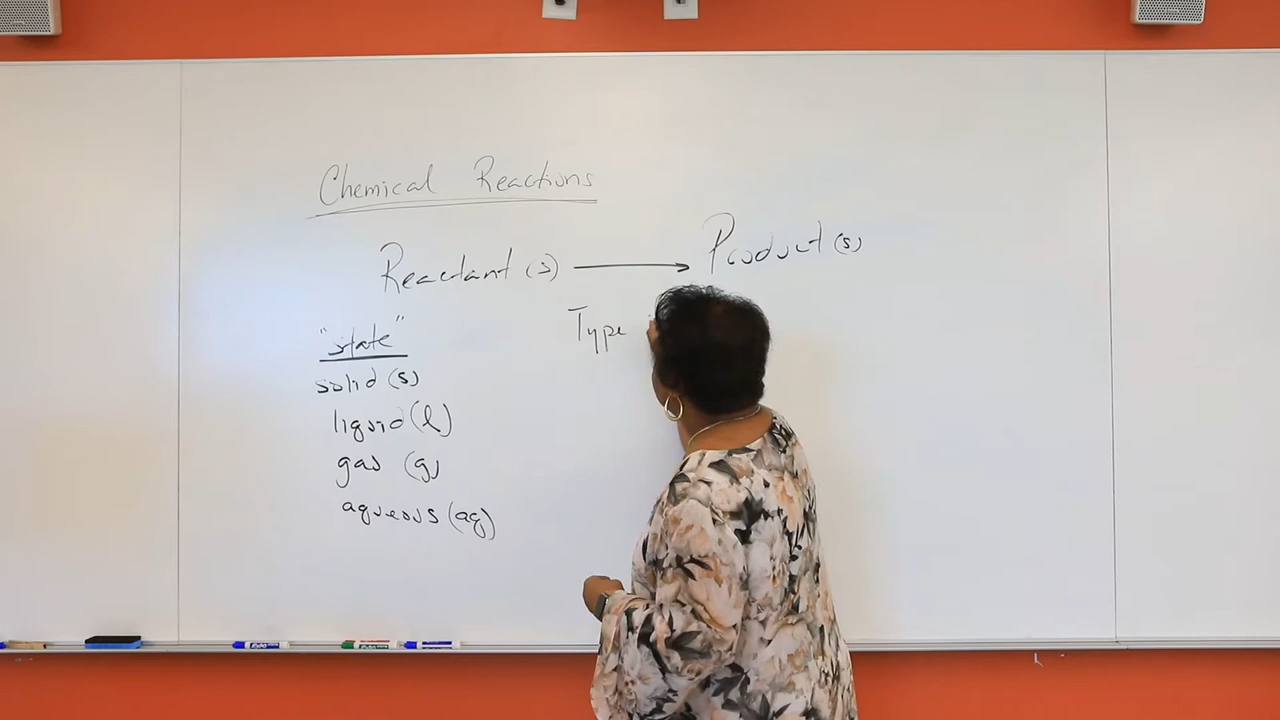 Chemical Reactions
Reactant(s) → Product(s)
Type
"state"
solid (s)
liquid (l)
gas (g)
aqueous (aq)